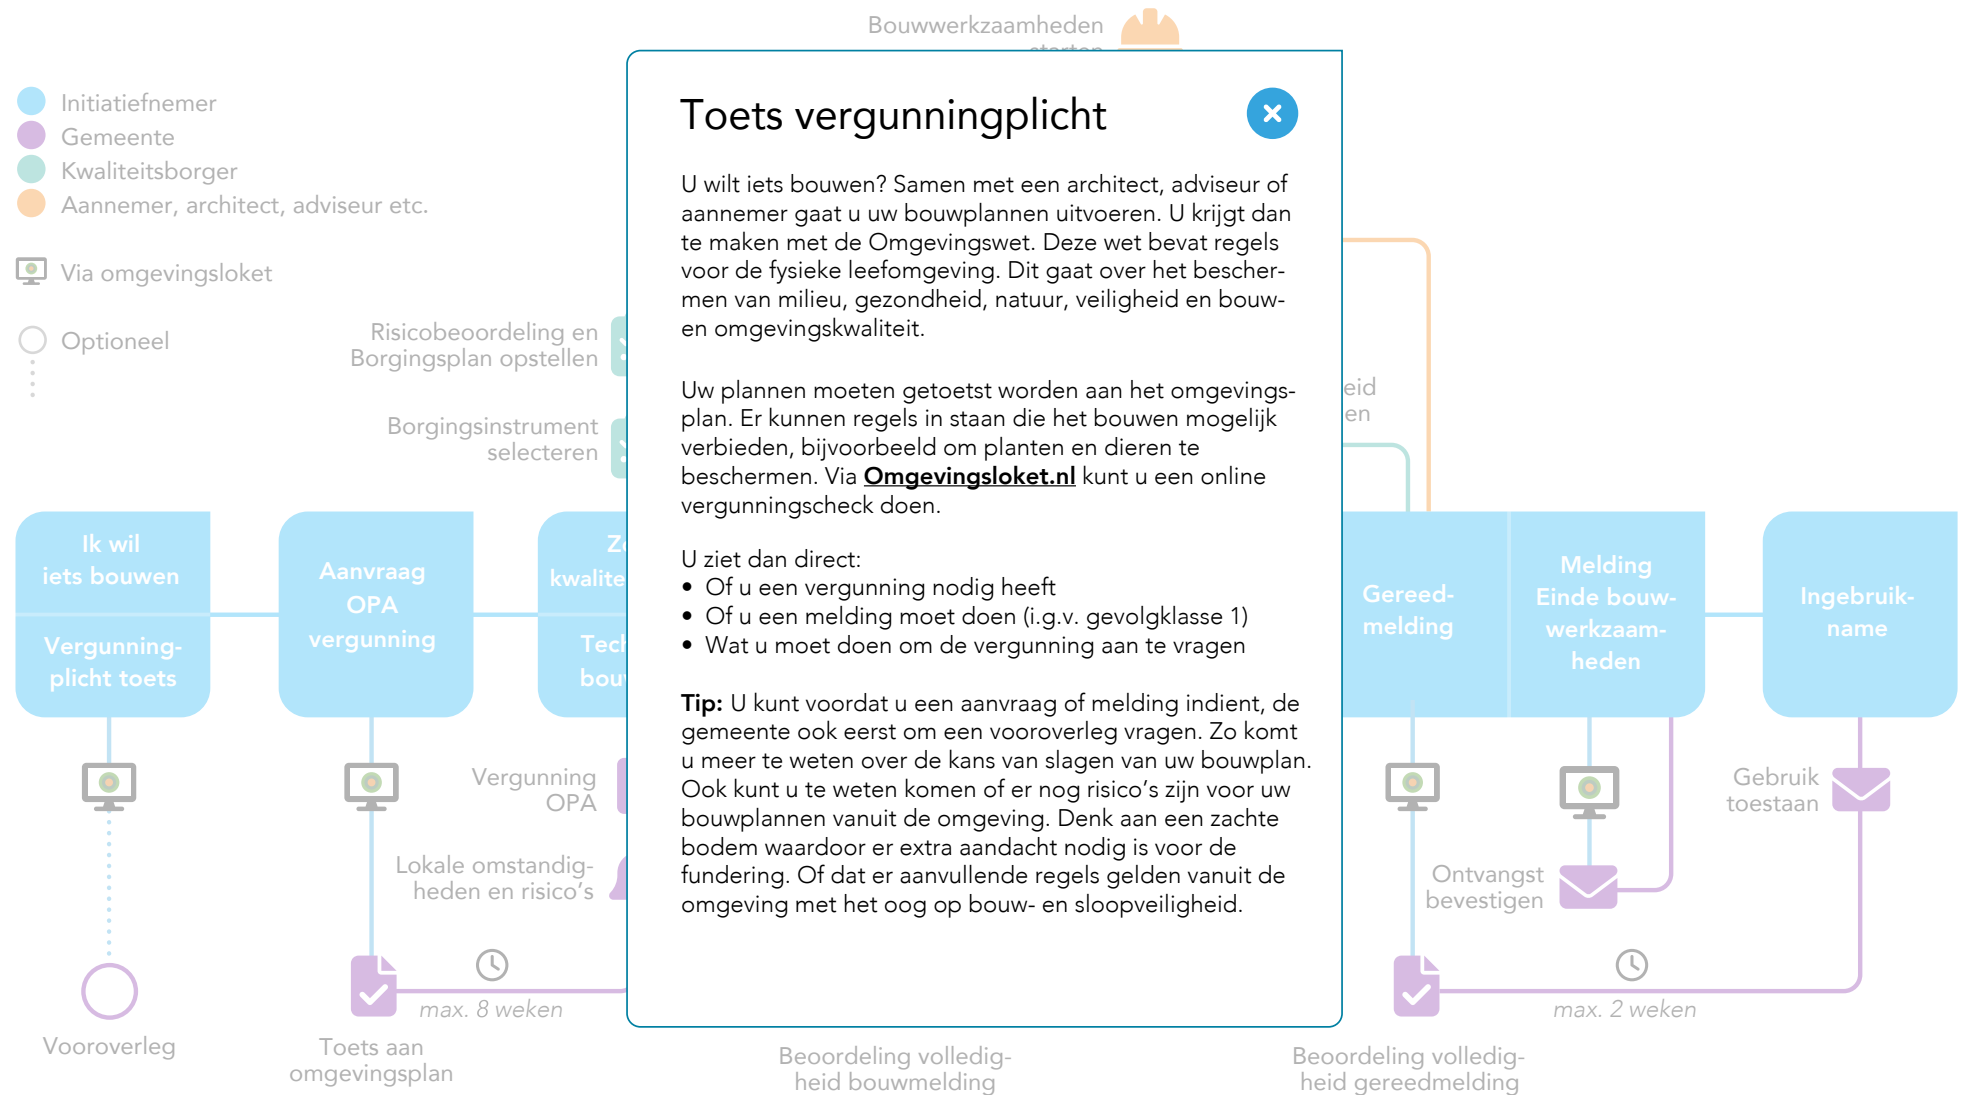 Bouwwerkzaamheden
starten
Initiatiefnemer
Gemeente
Kwaliteitsborger
Aannemer, architect, adviseur etc.
Via omgevingsloket
Optioneel
Risicobeoordeling en
Borgingsplan opstellen
Borgingsinstrument
selecteren
Toets vergunningplicht
U wilt iets bouwen? Samen met een architect, adviseur of
aannemer gaat u uw bouwplannen uitvoeren. U krijgt dan
te maken met de Omgevingswet. Deze wet bevat regels
voor de fysieke leefomgeving. Dit gaat over het bescher-
men van milieu, gezondheid, natuur, veiligheid en bouw-
en omgevingskwaliteit.
Uw plannen moeten getoetst worden aan het omgevings-
plan. Er kunnen regels in staan die het bouwen mogelijk
verbieden, bijvoorbeeld om planten en dieren te
beschermen. Via Omgevingsloket.nl kunt u een online
vergunningscheck doen.
U ziet dan direct:
• Of u een vergunning nodig heeft
• Of u een melding moet doen (i.g.v. gevolgklasse 1)
• Wat u moet doen om de vergunning aan te vragen
Tip: U kunt voordat u een aanvraag of melding indient, de
gemeente ook eerst om een vooroverleg vragen. Zo komt
u meer te weten over de kans van slagen van uw bouwplan.
Ook kunt u te weten komen of er nog risico's zijn voor uw
bouwplannen vanuit de omgeving. Denk aan een zachte
bodem waardoor er extra aandacht nodig is voor de
fundering. Of dat er aanvullende regels gelden vanuit de
omgeving met het oog op bouw- en sloopveiligheid.
eid
en
Ik wil
iets bouwen
Vergunning-
plicht toets
Aanvraag
OPA
vergunning
kwalite
Tech
bou
Gereed-
melding
Melding
Einde bouw-
werkzaam-
heden
Ingebruik-
name
Vergunning
OPA
Lokale omstandig-
heden en risico's
Gebruik
toestaan
Ontvangst
bevestigen
max. 8 weken
max. 2 weken
Vooroverleg
Toets aan
omgevingsplan
Beoordeling volledig-
heid bouwmelding
Beoordeling volledig-
heid gereedmelding